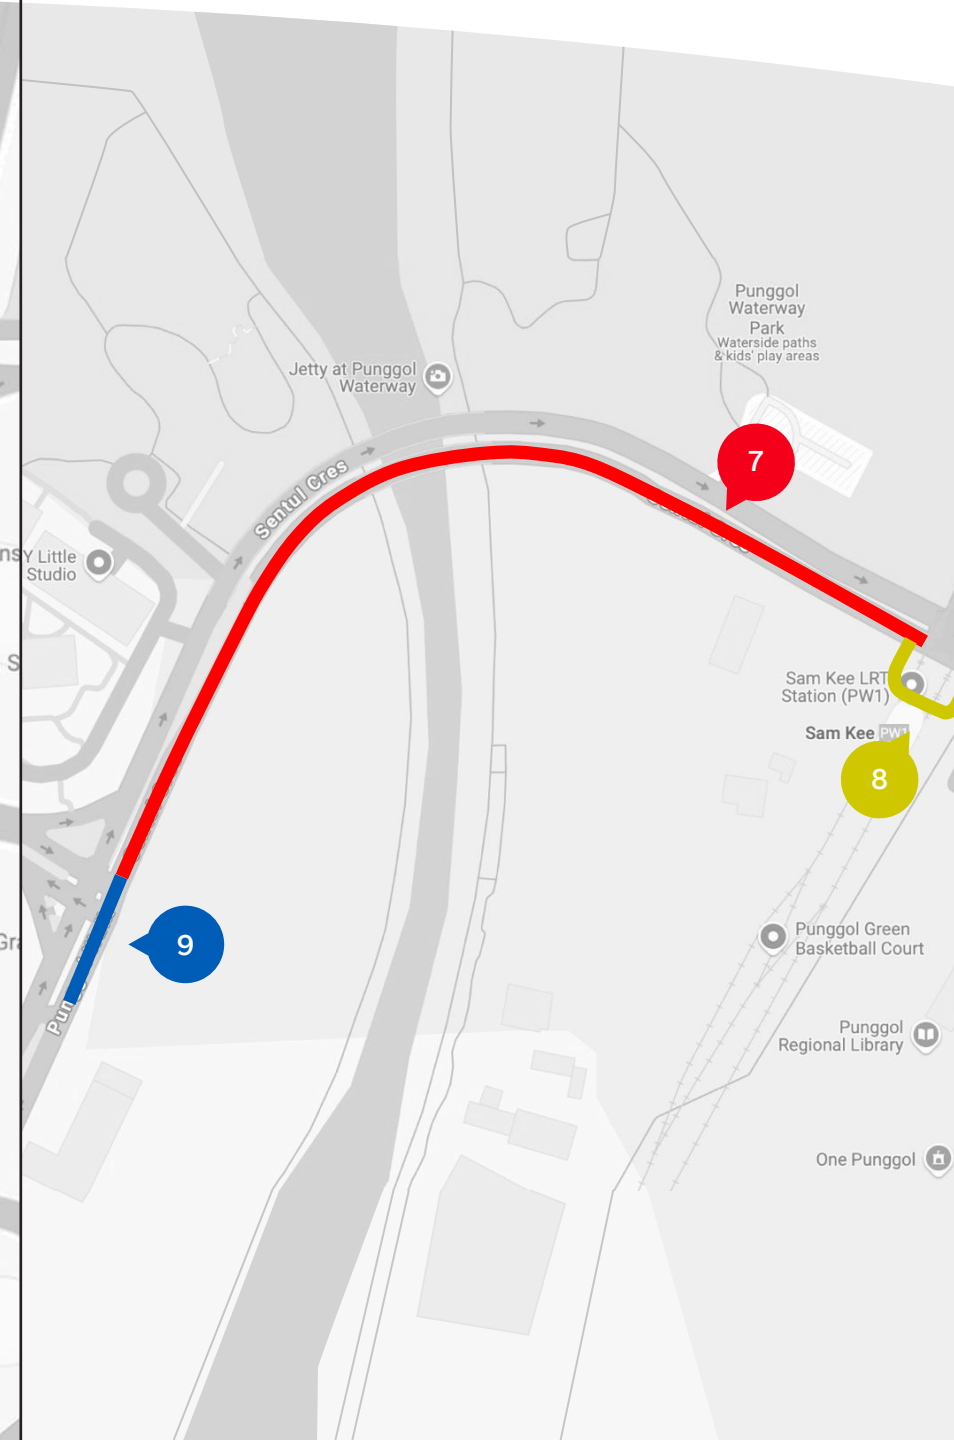 Punggol
Waterway
Park
Waterside paths
& kids' play areas
Jetty at Punggol
Waterway
7
Sentul Cres
Y Little
Studio
Sam Kee LRT
Station (PW1)
Sam Kee PW1
8
9
Punggol Green
Basketball Court
Punggol
Regional Library
One Punggol